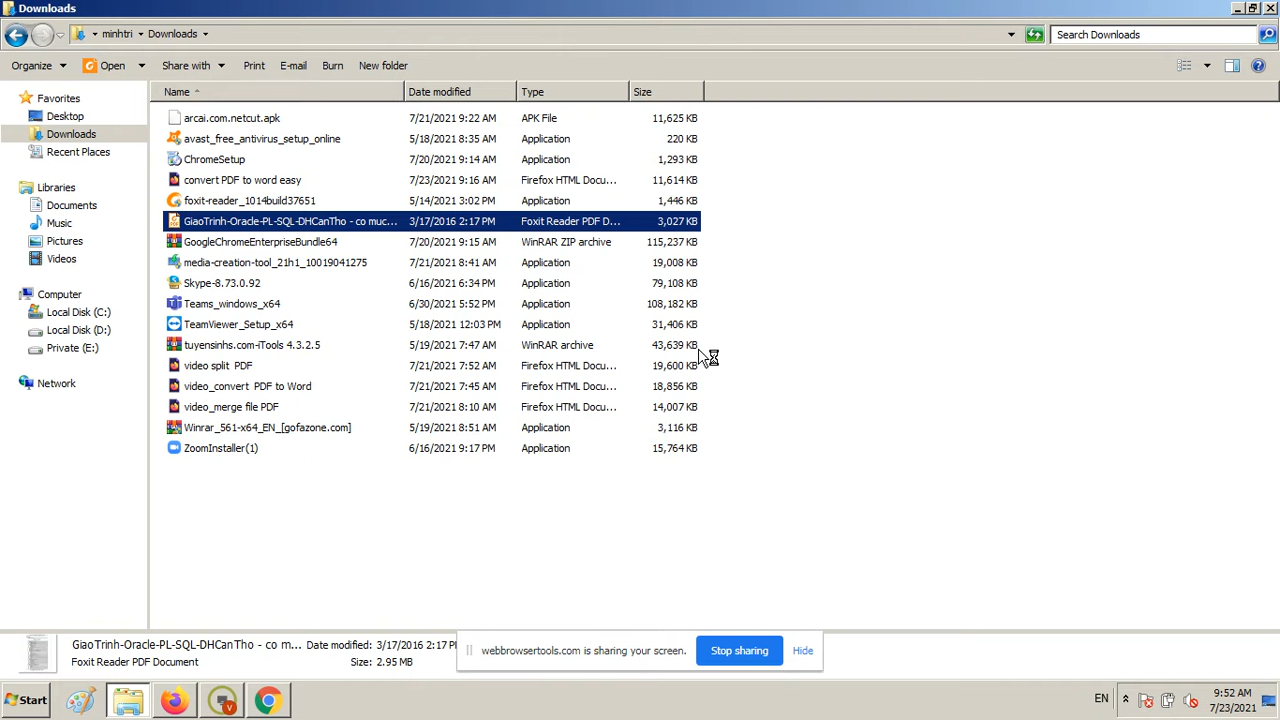 Downloads
minhtri Downloads Search Downloads
Organize Open Share with Print E-mail Burn New folder
Favorites
Desktop
Downloads
Recent Places
Libraries
Documents
Music
Pictures
Videos
Computer
Local Disk (C:)
Local Disk (D:)
Private (E:)
Network
Name Date modified Type Size
arcai.com.netcut.apk 7/21/2021 9:22 AM APK File 11,625 KB
avast_free_antivirus_setup_online 5/18/2021 8:35 AM Application 220 KB
ChromeSetup 7/20/2021 9:14 AM Application 1,293 KB
convert PDF to word easy 7/23/2021 9:16 AM Firefox HTML Docu... 11,614 KB
foxit-reader_1014build37651 5/14/2021 3:02 PM Application 1,446 KB
GiaoTrinh-Oracle-PL-SQL-DHCanTho - co muc... 3/17/2016 2:17 PM Foxit Reader PDF D... 3,027 KB
GoogleChromeEnterpriseBundle64 7/20/2021 9:15 AM WinRAR ZIP archive 115,237 KB
media-creation-tool_21h1_10019041275 7/21/2021 8:41 AM Application 19,008 KB
Skype-8.73.0.92 6/16/2021 6:34 PM Application 79,108 KB
Teams_windows_x64 6/30/2021 5:52 PM Application 108,182 KB
TeamViewer_Setup_x64 5/18/2021 12:03 PM Application 31,406 KB
tuyensinhs.com-iTools 4.3.2.5 5/19/2021 7:47 AM WinRAR archive 43,639 KB
video split  PDF 7/21/2021 7:52 AM Firefox HTML Docu... 19,600 KB
video_convert  PDF to Word 7/21/2021 7:45 AM Firefox HTML Docu... 18,856 KB
video_merge file PDF 7/21/2021 8:10 AM Firefox HTML Docu... 14,007 KB
Winrar_561-x64_EN_[gofazone.com] 5/19/2021 8:51 AM Application 3,116 KB
ZoomInstaller(1) 6/16/2021 9:17 PM Application 15,764 KB
GiaoTrinh-Oracle-PL-SQL-DHCanTho - co m... Date modified: 3/17/2016 2:17 PM
Foxit Reader PDF Document Size: 2.95 MB
webbrowsertools.com is sharing your screen. Stop sharing Hide
Start EN 9:52 AM
7/23/2021